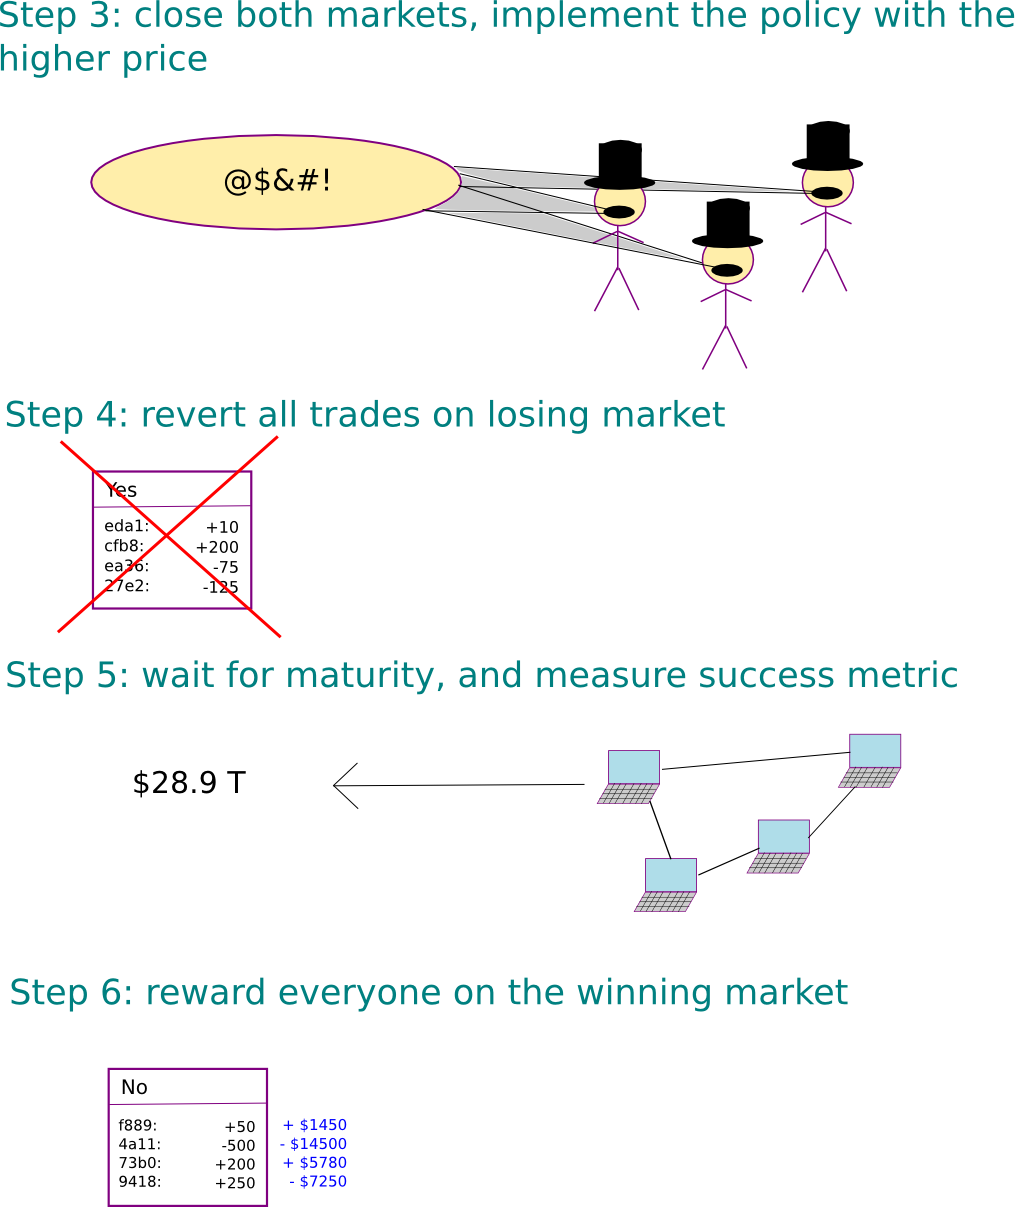 Step 3: close both markets, implement the policy with the
higher price
@$&#!
Step 4: revert all trades on losing market
Yes
eda1: +10
cfb8: +200
ea36: -75
27e2: -125
Step 5: wait for maturity, and measure success metric
$28.9 T
Step 6: reward everyone on the winning market
No
f889: +50 + $1450
4a11: -500 - $14500
73b0: +200 + $5780
9418: +250 - $7250